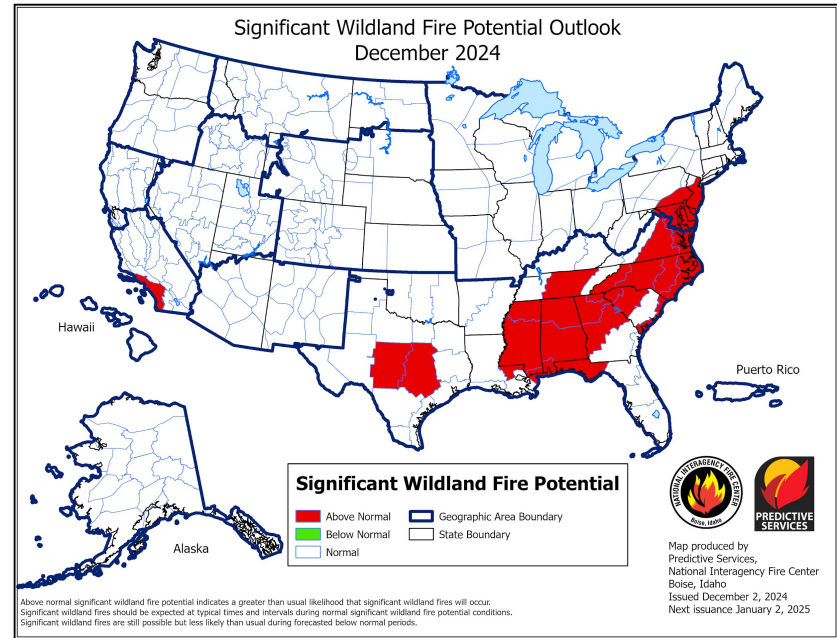 Significant Wildland Fire Potential Outlook
December 2024
Hawaii
Puerto Rico
Alaska
Significant Wildland Fire Potential
Above Normal
Below Normal
Normal
Geographic Area Boundary
State Boundary
NATIONAL INTERAGENCY FIRE CENTER
Boise, Idaho
PREDICTIVE
SERVICES
Map produced by
Predictive Services,
National Interagency Fire Center
Boise, Idaho
Issued December 2, 2024
Next issuance January 2, 2025
Above normal significant wildland fire potential indicates a greater than usual likelihood that significant wildland fires will occur.
Significant wildland fires should be expected at typical times and intervals during normal significant wildland fire potential conditions.
Significant wildland fires are still possible but less likely than usual during forecasted below normal periods.